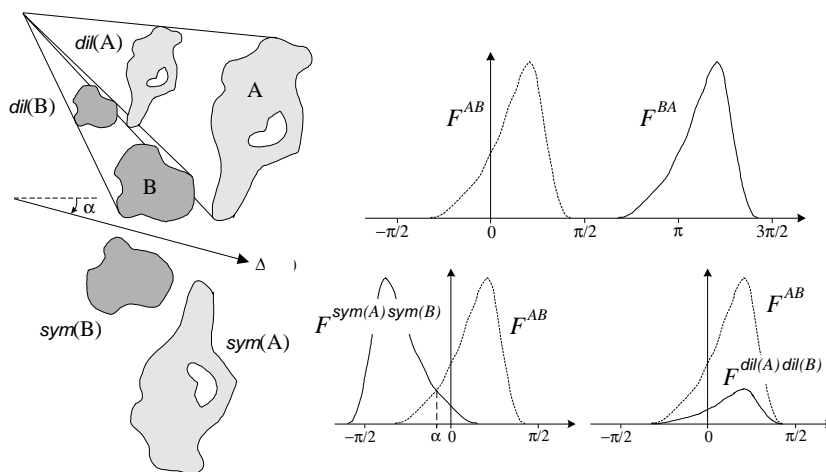 dil(A)
A
dil(B)
B
α
Δ )
sym(B)
sym(A)
F^{AB}
F^{BA}
−π/2
0
π/2
π
3π/2
F^{sym(A) sym(B)}
F^{AB}
−π/2
α
0
π/2
F^{AB}
F^{dil(A) dil(B)}
0
π/2